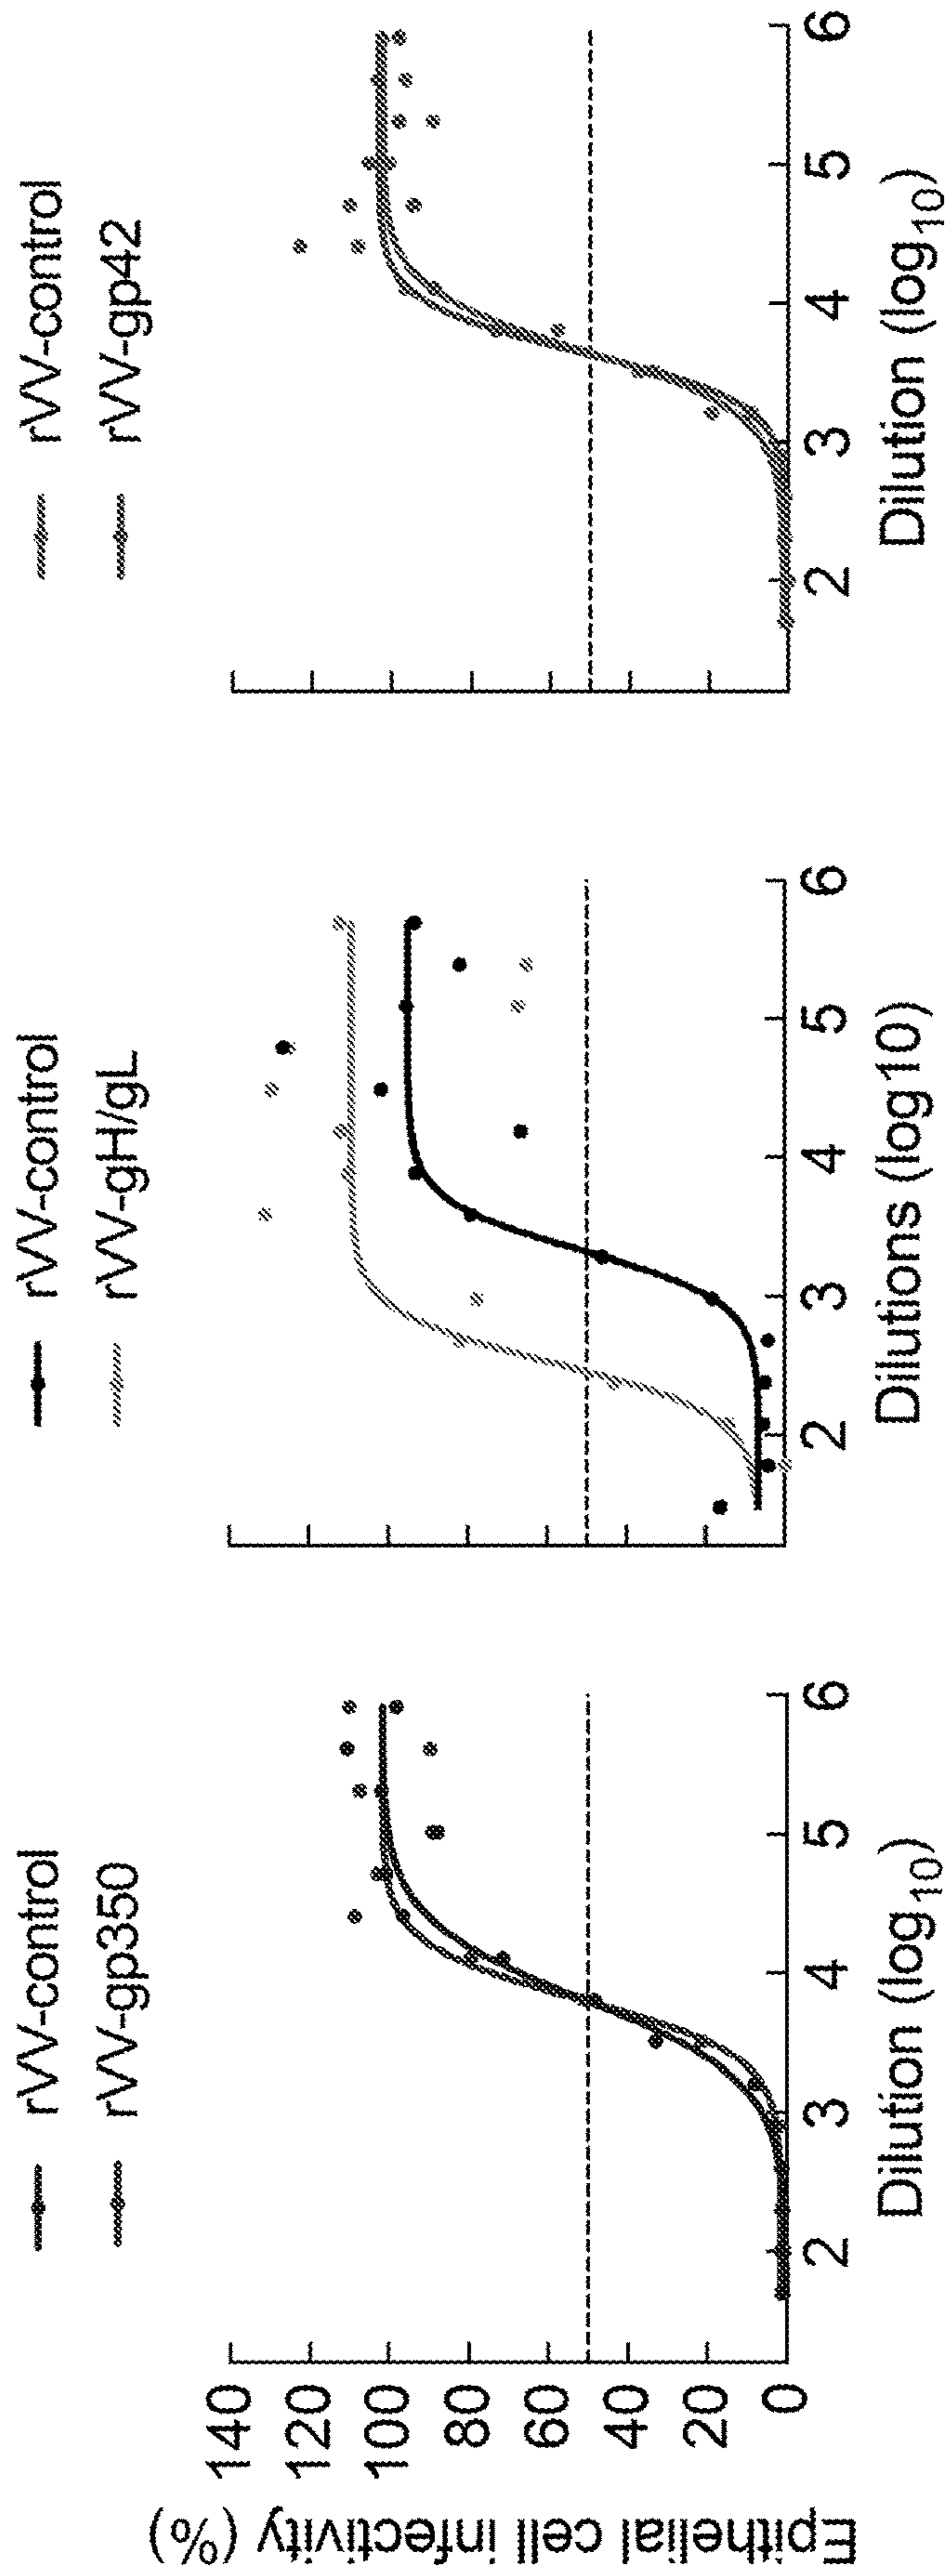 rVV-control
rVV-gp350
Epithelial cell infectivity (%)
140
120
100
80
60
40
20
0
2 3 4 5 6
Dilution (log10)
rVV-control
rVV-gH/gL
2 3 4 5 6
Dilutions (log10)
rVV-control
rVV-gp42
2 3 4 5 6
Dilution (log10)